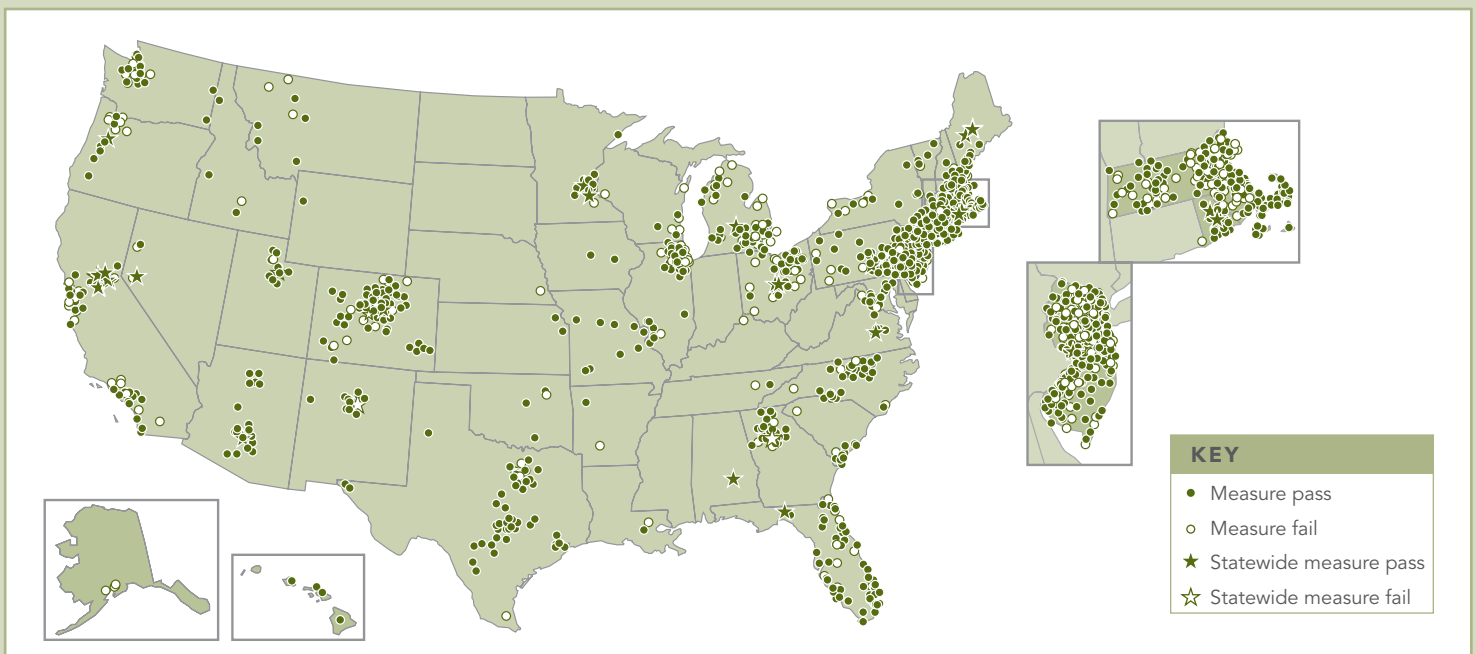 KEY
Measure pass
Measure fail
Statewide measure pass
Statewide measure fail